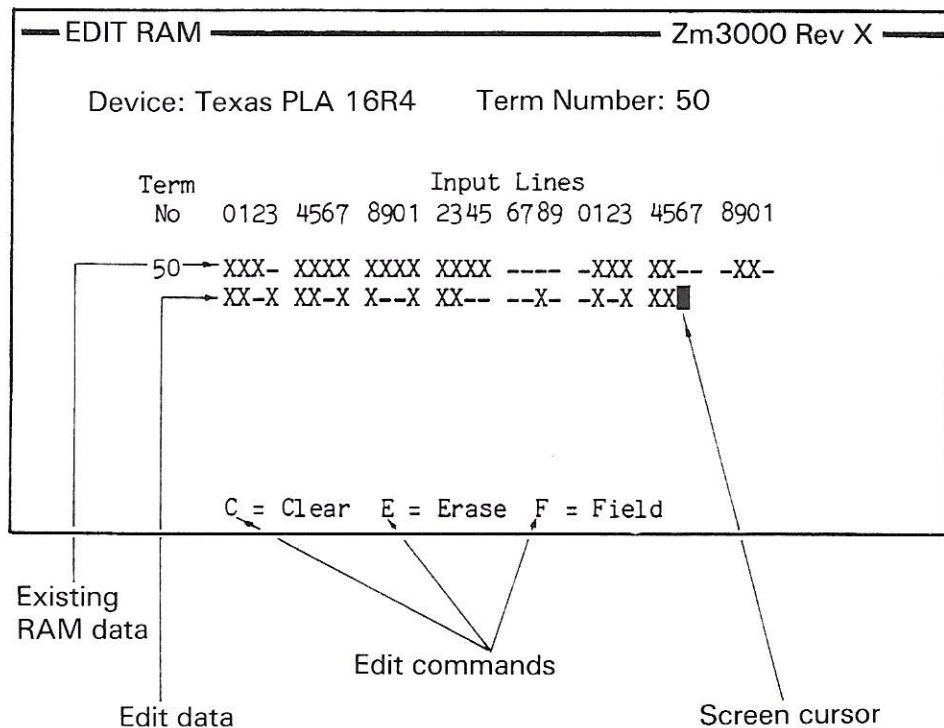 EDIT RAM Zm3000 Rev X
Device: Texas PLA 16R4 Term Number: 50
Term Input Lines
No 0123 4567 8901 2345 6789 0123 4567 8901
50 XXX- XXXX XXXX XXXX ---- -XXX XX-- -XX-
XX-X XX-X X--X XX-- --X- -X-X XX
C = Clear E = Erase F = Field
Existing
RAM data
Edit commands
Edit data
Screen cursor